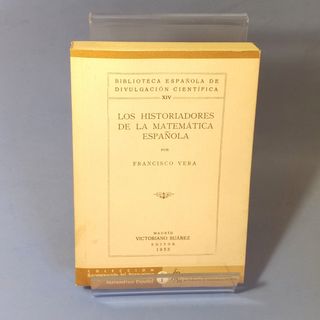 BIBLIOTECA ESPAÑOLA DE
DIVULGACIÓN CIENTÍFICA
XIV
LOS HISTORIADORES
DE LA MATEMÁTICA
ESPAÑOLA
POR
FRANCISCO VERA
MADRID
VICTORIANO SUÁREZ
EDITOR
COLECCIÓN